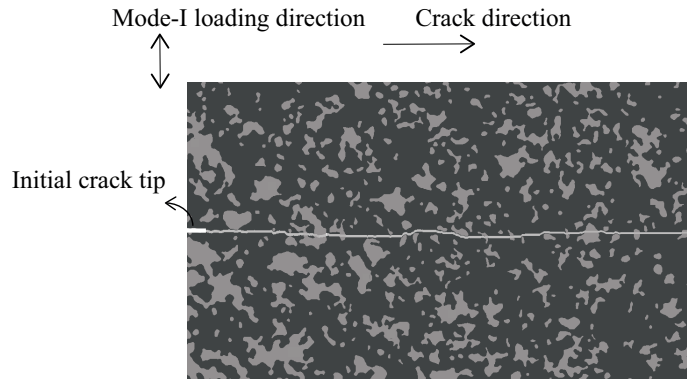 Mode-I loading direction
Crack direction
Initial crack tip